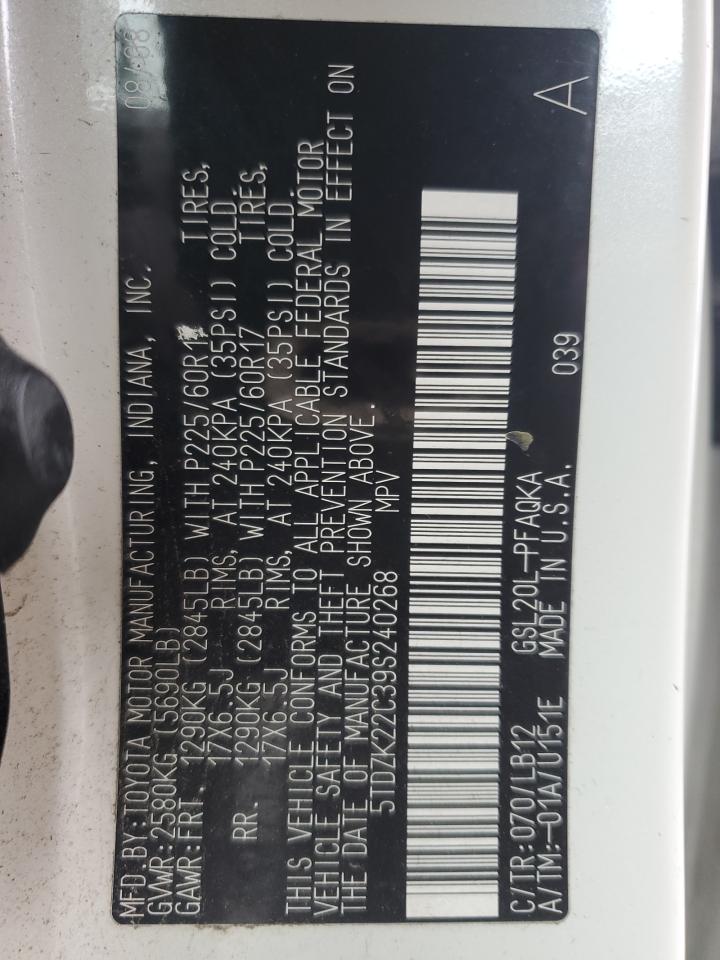 MFD.BY:TOYOTA MOTOR MANUFACTURING, INDIANA, INC. 08/08
GVWR:2580KG (5690LB)
GAWR:FRT. 1290KG (2845LB) WITH P225/60R17 TIRES,
17X6.5J RIMS, AT 240KPA (35PSI) COLD.
RR. 1290KG (2845LB) WITH P225/60R17 TIRES,
17X6.5J RIMS, AT 240KPA (35PSI) COLD.
THIS VEHICLE CONFORMS TO ALL APPLICABLE FEDERAL MOTOR
VEHICLE SAFETY AND THEFT PREVENTION STANDARDS IN EFFECT ON
THE DATE OF MANUFACTURE SHOWN ABOVE.
5TDZK22C39S240268 MPV
C/TR:070/LB12 GSL20L-PFAQKA
A/TM:-01A/U151E MADE IN U.S.A. 039 A